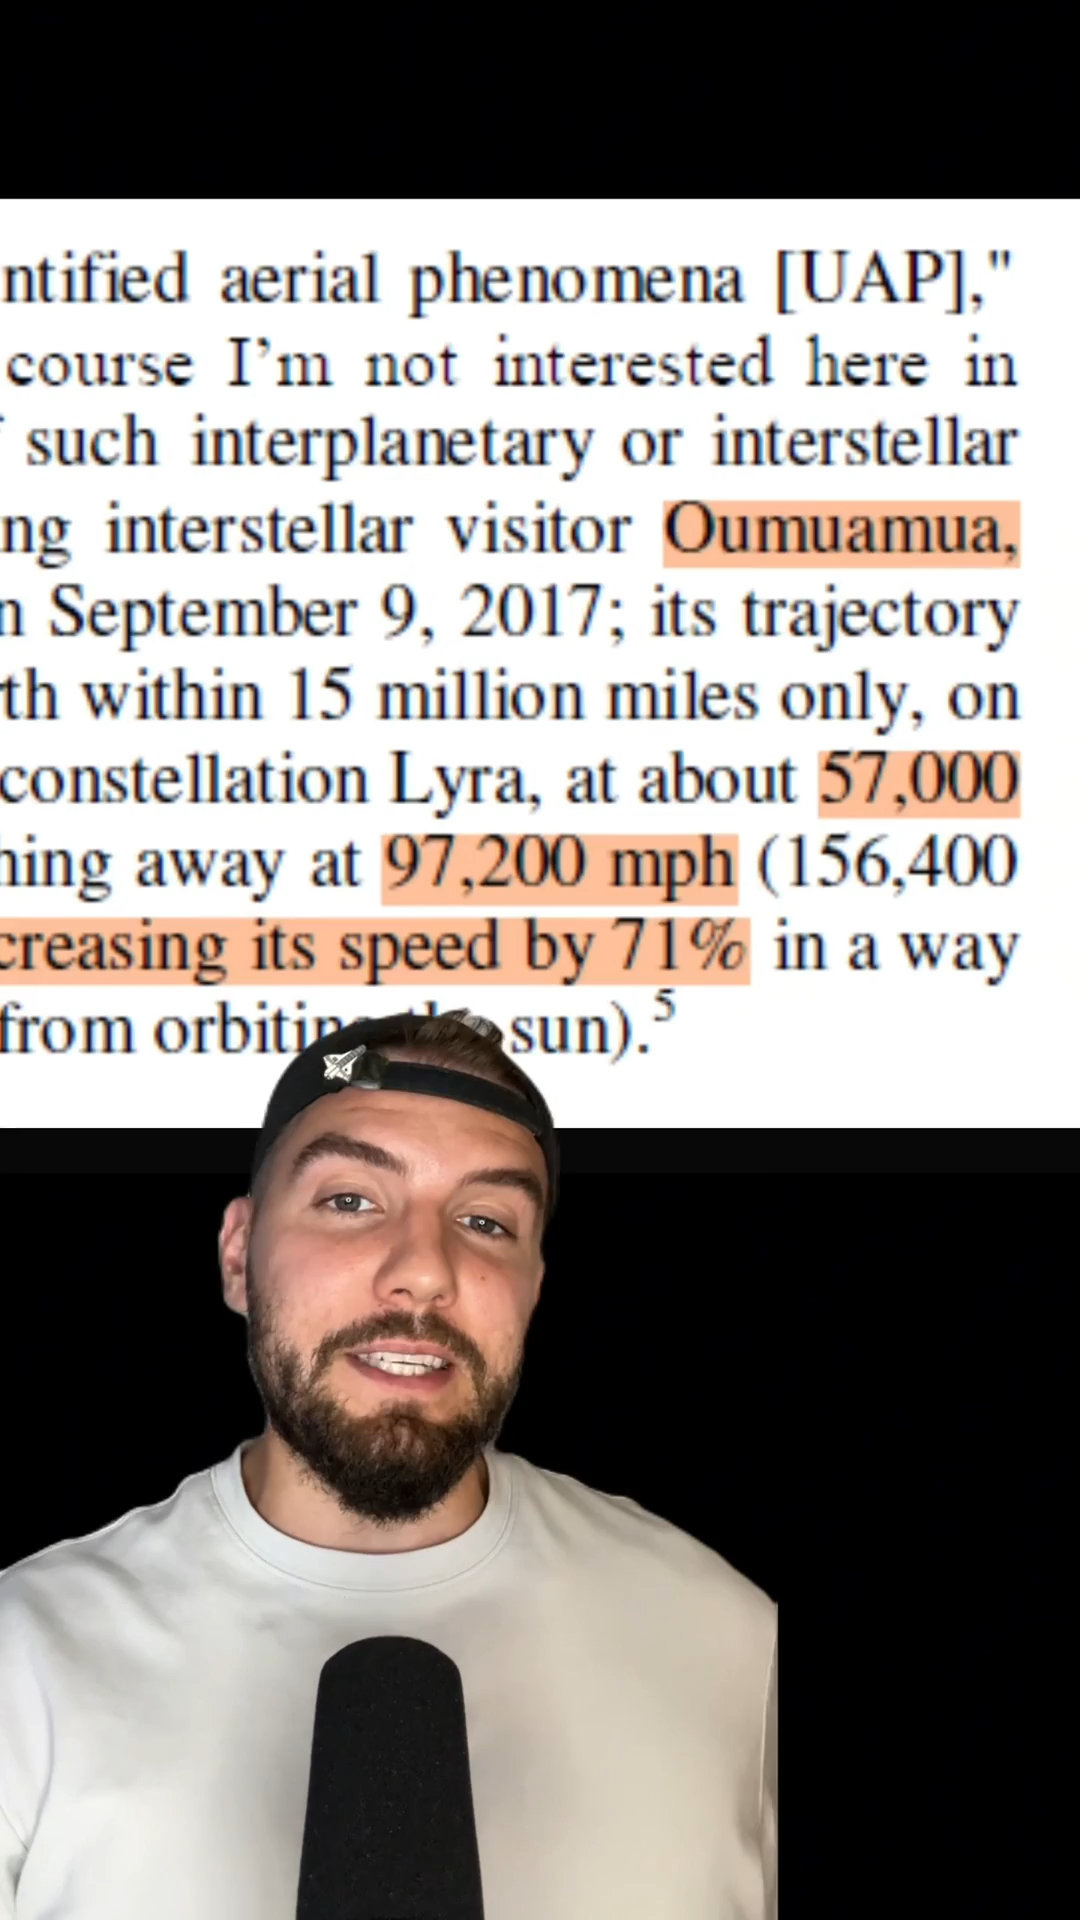 ntified aerial phenomena [UAP],"
course I'm not interested here in
such interplanetary or interstellar
ng interstellar visitor Oumuamua,
n September 9, 2017; its trajectory
th within 15 million miles only, on
constellation Lyra, at about 57,000
hing away at 97,200 mph (156,400
creasing its speed by 71% in a way
from orbiting the sun).5